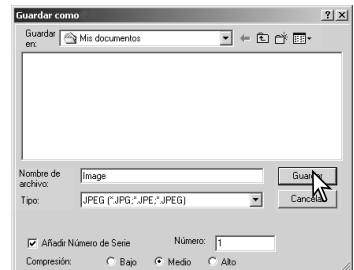 Guardar como
Guardar en: Mis documentos
Nombre de archivo: Image
Guardar
Tipo: JPEG (*.JPG;*.JPE;*.JPEG)
Cancelar
Añadir Número de Serie Número: 1
Compresión: Bajo Medio Alto